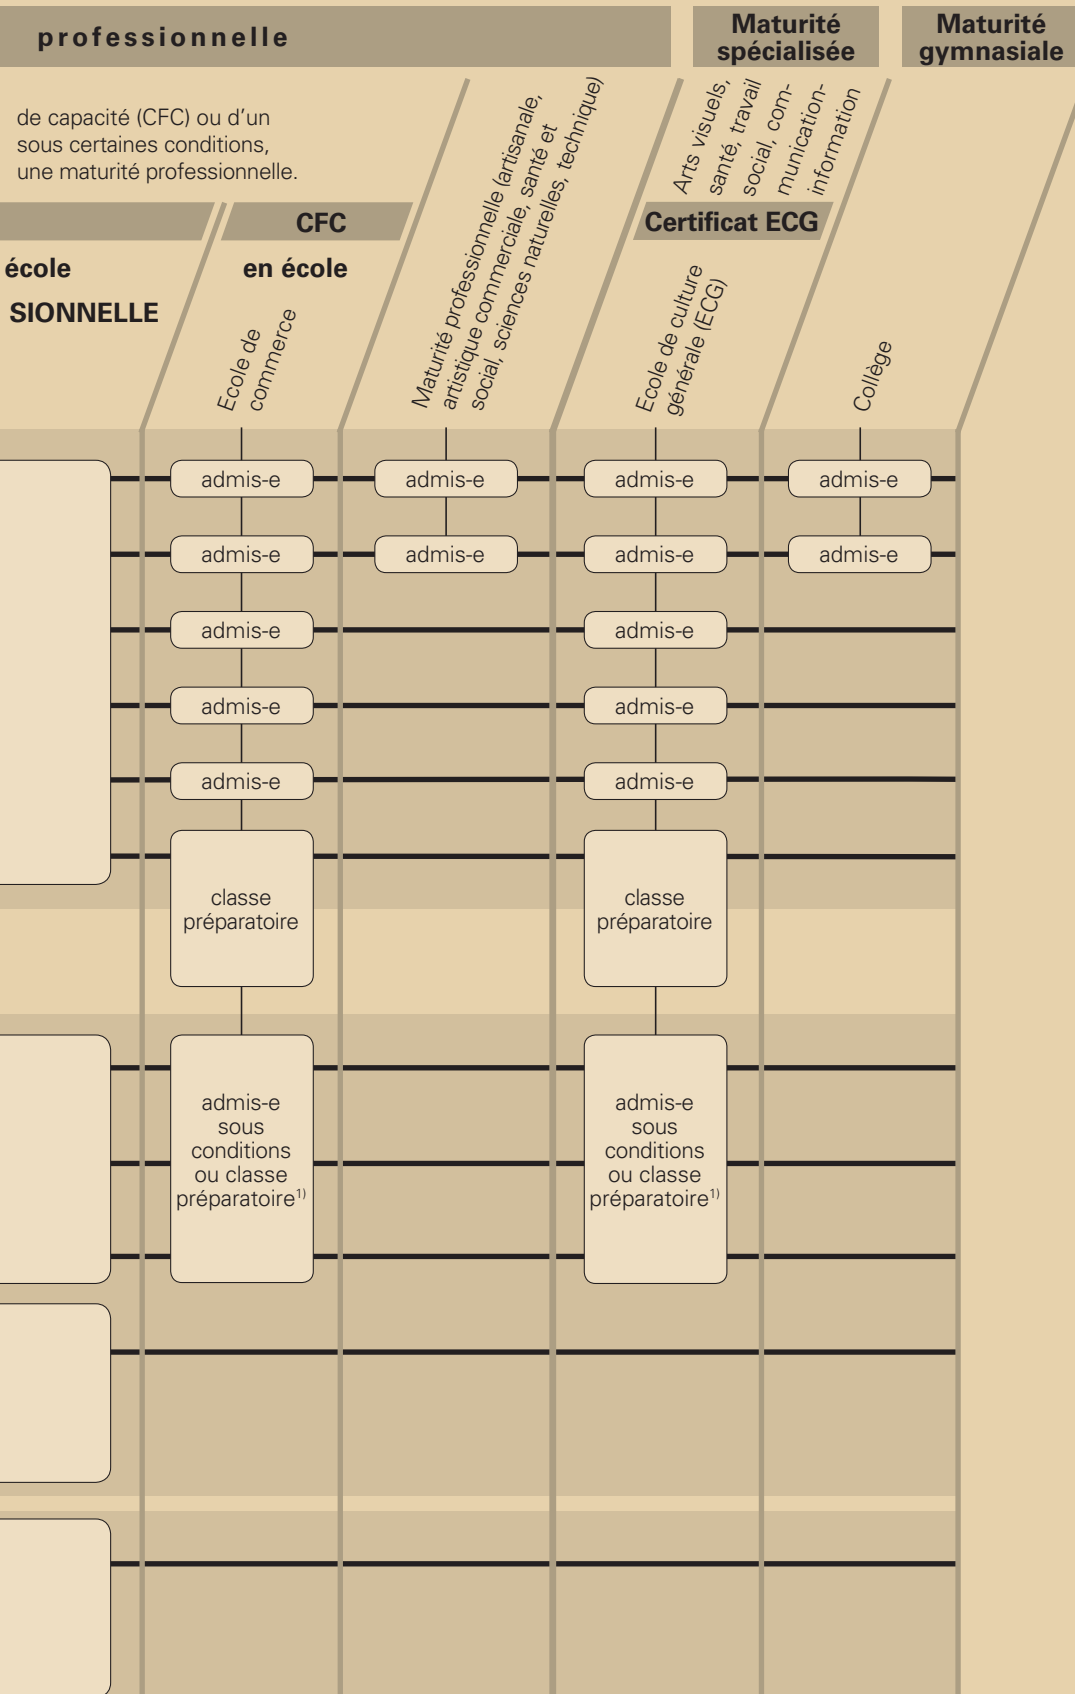 professionnelle
Maturité
spécialisée
Maturité
gymnasiale
de capacité (CFC) ou d’un
sous certaines conditions,
une maturité professionnelle.
CFC
en école
école
SIONNELLE
Ecole de
commerce
Maturité professionnelle (artisanale,
artistique commerciale, santé et
social, sciences naturelles, technique)
Arts visuels,
santé, travail
social, com-
munication-
information
Certificat ECG
Ecole de culture
générale (ECG)
Collège
admis-e
admis-e
admis-e
admis-e
admis-e
admis-e
admis-e
admis-e
admis-e
admis-e
admis-e
admis-e
admis-e
admis-e
classe
préparatoire
classe
préparatoire
admis-e
sous
conditions
ou classe
préparatoire1)
admis-e
sous
conditions
ou classe
préparatoire1)